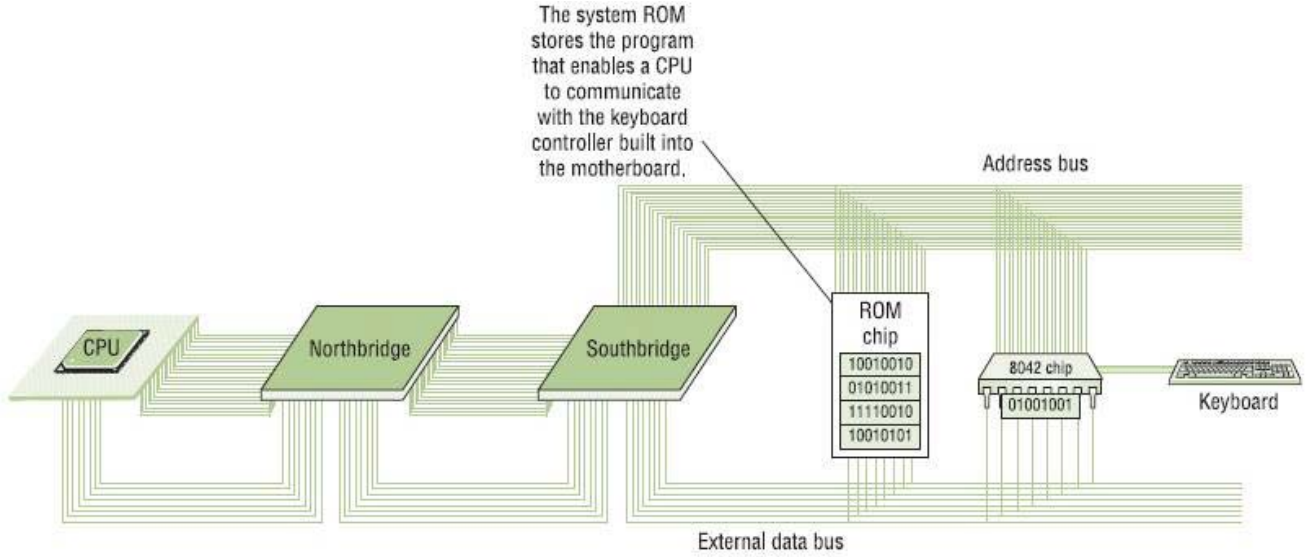 The system ROM
stores the program
that enables a CPU
to communicate
with the keyboard
controller built into
the motherboard.
Address bus
CPU
Northbridge
Southbridge
ROM
chip
10010010
01010011
11110010
10010101
8042 chip
01001001
Keyboard
External data bus